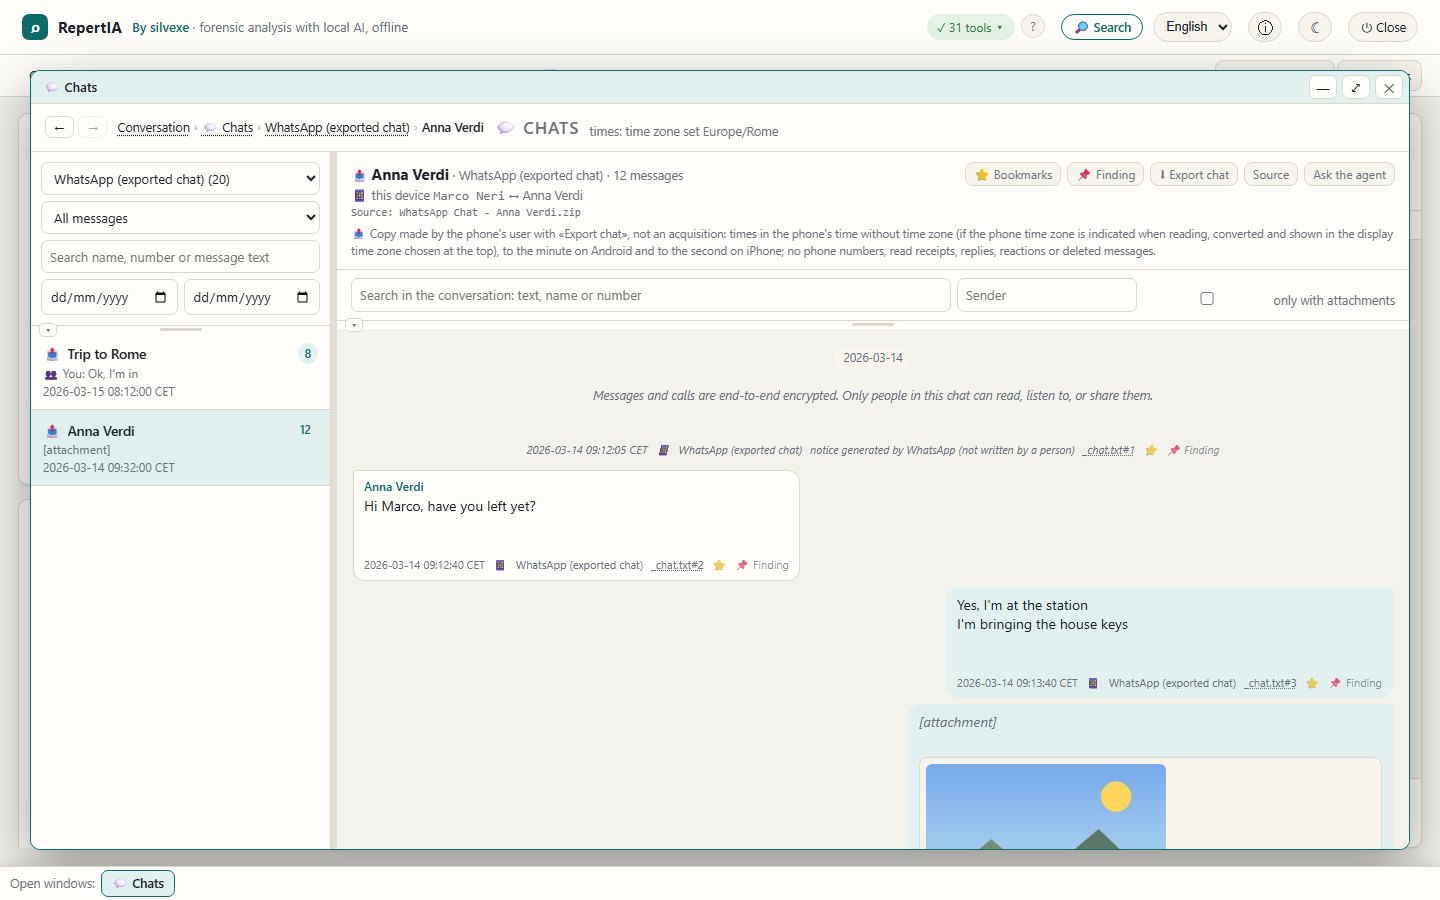 RepertIA By silvexe · forensic analysis with local AI, offline
✓ 31 tools ▾ ? Search English Close
Chats
← → Conversation › Chats › WhatsApp (exported chat) › Anna Verdi CHATS times: time zone set Europe/Rome
WhatsApp (exported chat) (20)
All messages
Search name, number or message text
dd/mm/yyyy dd/mm/yyyy
Trip to Rome 8
You: Ok, I'm in
2026-03-15 08:12:00 CET
Anna Verdi 12
[attachment]
2026-03-14 09:32:00 CET
Anna Verdi · WhatsApp (exported chat) · 12 messages
Bookmarks Finding Export chat Source Ask the agent
this device Marco Neri ↔ Anna Verdi
Source: WhatsApp Chat - Anna Verdi.zip
Copy made by the phone's user with «Export chat», not an acquisition: times in the phone's time without time zone (if the phone time zone is indicated when reading, converted and shown in the display
time zone chosen at the top), to the minute on Android and to the second on iPhone; no phone numbers, read receipts, replies, reactions or deleted messages.
Search in the conversation: text, name or number Sender only with attachments
2026-03-14
Messages and calls are end-to-end encrypted. Only people in this chat can read, listen to, or share them.
2026-03-14 09:12:05 CET WhatsApp (exported chat) notice generated by WhatsApp (not written by a person) _chat.txt#1 Finding
Anna Verdi
Hi Marco, have you left yet?
2026-03-14 09:12:40 CET WhatsApp (exported chat) _chat.txt#2 Finding
Yes, I'm at the station
I'm bringing the house keys
2026-03-14 09:13:40 CET WhatsApp (exported chat) _chat.txt#3 Finding
[attachment]
Open windows: Chats